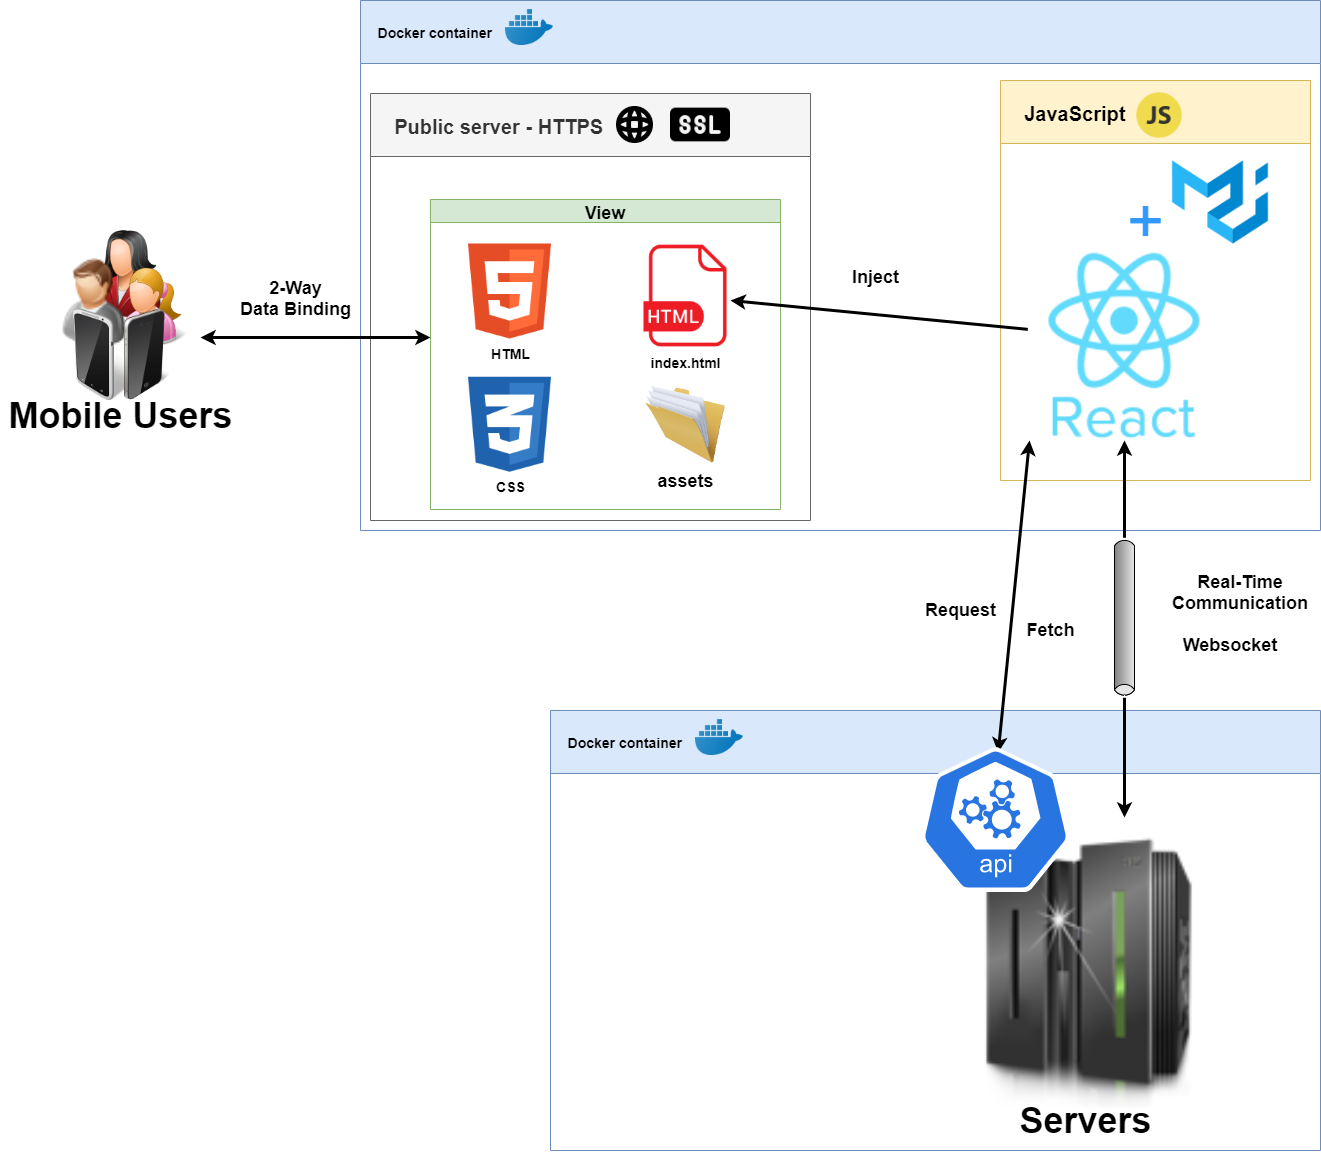 Docker container
Public server - HTTPS
SSL
JavaScript
JS
View
HTML
HTML
index.html
CSS
assets
2-Way
Data Binding
Mobile Users
Inject
+
React
Request
Fetch
Real-Time
Communication
Websocket
Docker container
api
Servers